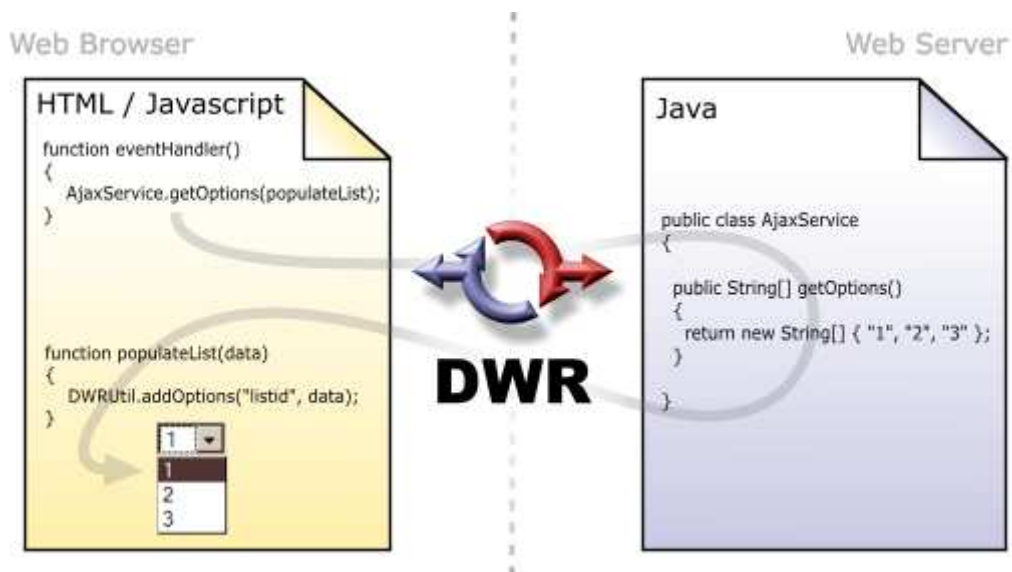 Web Browser
HTML / Javascript
function eventHandler()
{
AjaxService.getOptions(populateList);
}
function populateList(data)
{
DWRUtil.addOptions("listid", data);
}
1
1
2
3
DWR
Web Server
Java
public class AjaxService
{
public String[] getOptions()
{
return new String[] { "1", "2", "3" };
}
}